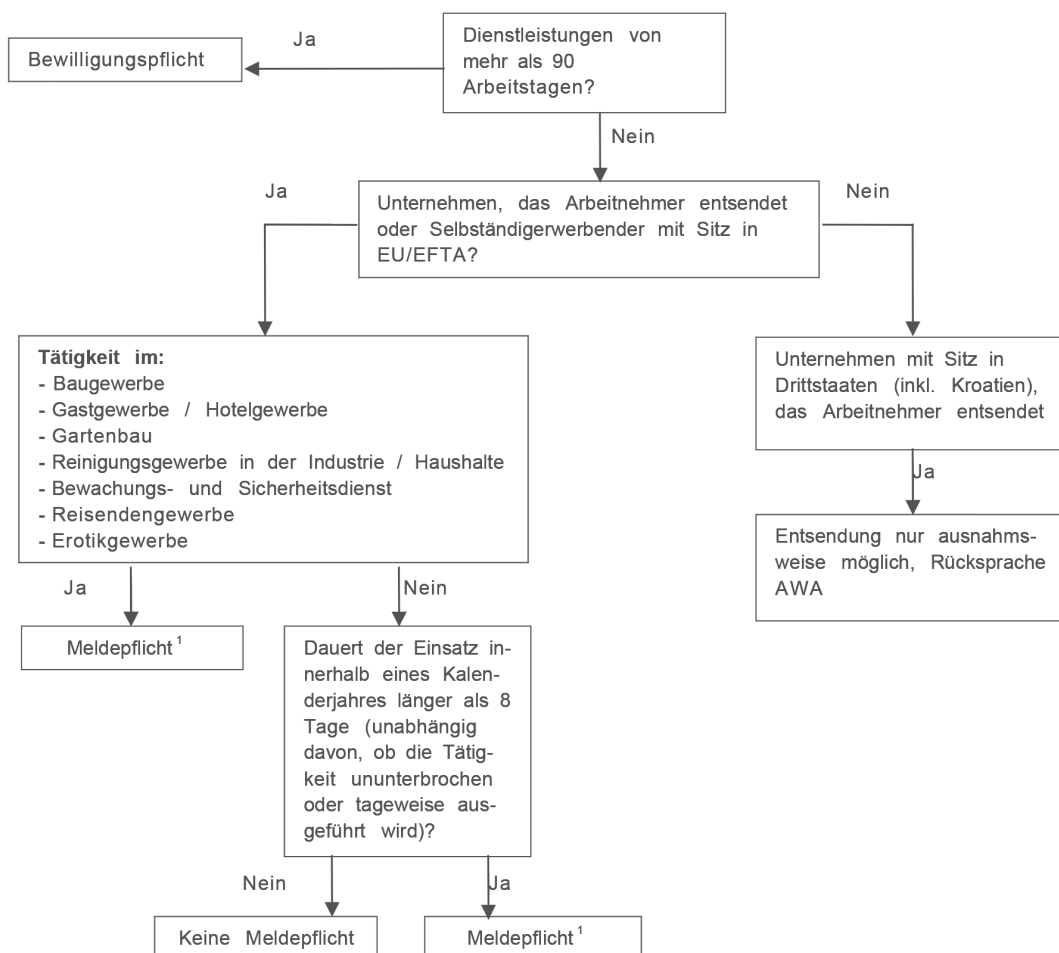 Ja
Dienstleistungen von
mehr als 90
Arbeitstagen?
Bewilligungspflicht
Nein
Ja
Nein
Unternehmen, das Arbeitnehmer entsendet
oder Selbständigerwerbender mit Sitz in
EU/EFTA?
Tätigkeit im:
- Baugewerbe
- Gastgewerbe / Hotelgewerbe
- Gartenbau
- Reinigungsgewerbe in der Industrie / Haushalte
- Bewachungs- und Sicherheitsdienst
- Reisendengewerbe
- Erotikgewerbe
Unternehmen mit Sitz in
Drittstaaten (inkl. Kroatien),
das Arbeitnehmer entsendet
Ja
Entsendung nur ausnahms-
weise möglich, Rücksprache
AWA
Ja
Nein
Meldepflicht ¹
Dauert der Einsatz in-
nerhalb eines Kalen-
derjahres länger als 8
Tage (unabhängig
davon, ob die Tätig-
keit ununterbrochen
oder tageweise aus-
geführt wird)?
Nein
Ja
Keine Meldepflicht
Meldepflicht ¹